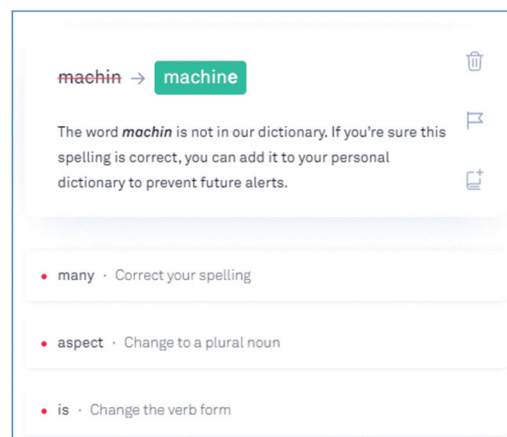 machin → machine
The word machin is not in our dictionary. If you're sure this
spelling is correct, you can add it to your personal
dictionary to prevent future alerts.
many · Correct your spelling
aspect · Change to a plural noun
is · Change the verb form